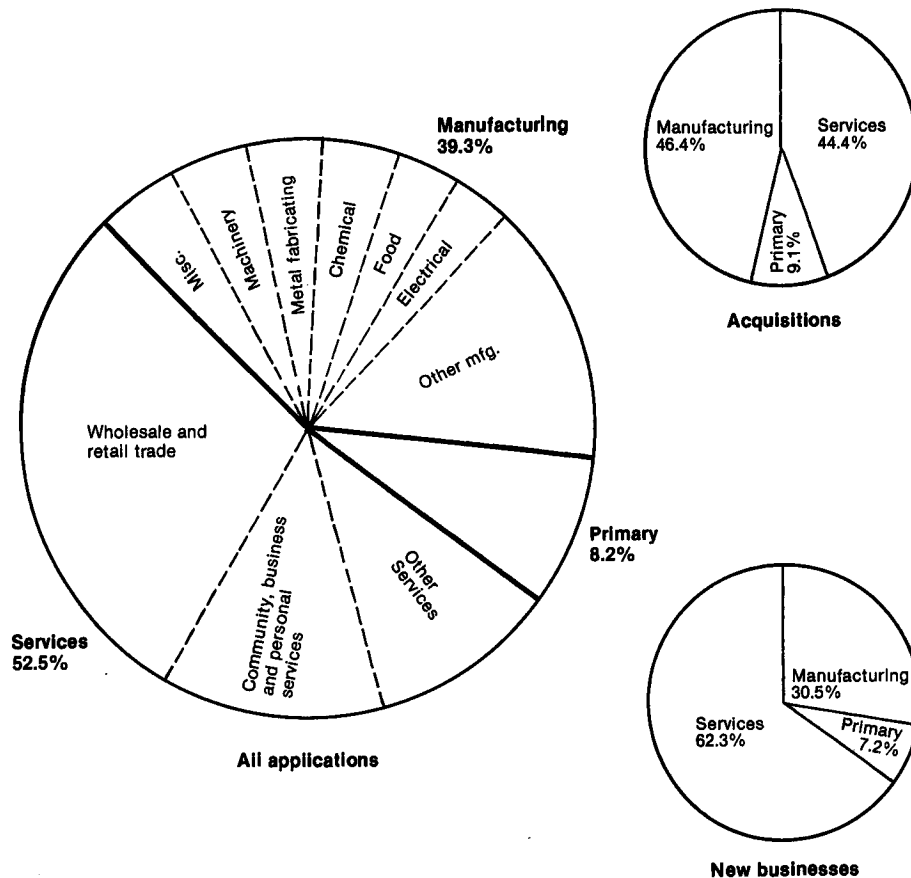 Manufacturing
39.3%
Misc.
Machinery
Metal fabricating
Chemical
Food
Electrical
Other mfg.
Wholesale and
retail trade
Primary
8.2%
Other
Services
Community, business
and personal
services
Services
52.5%
All applications
Manufacturing
46.4%
Services
44.4%
Primary
9.1%
Acquisitions
Manufacturing
30.5%
Primary
7.2%
Services
62.3%
New businesses